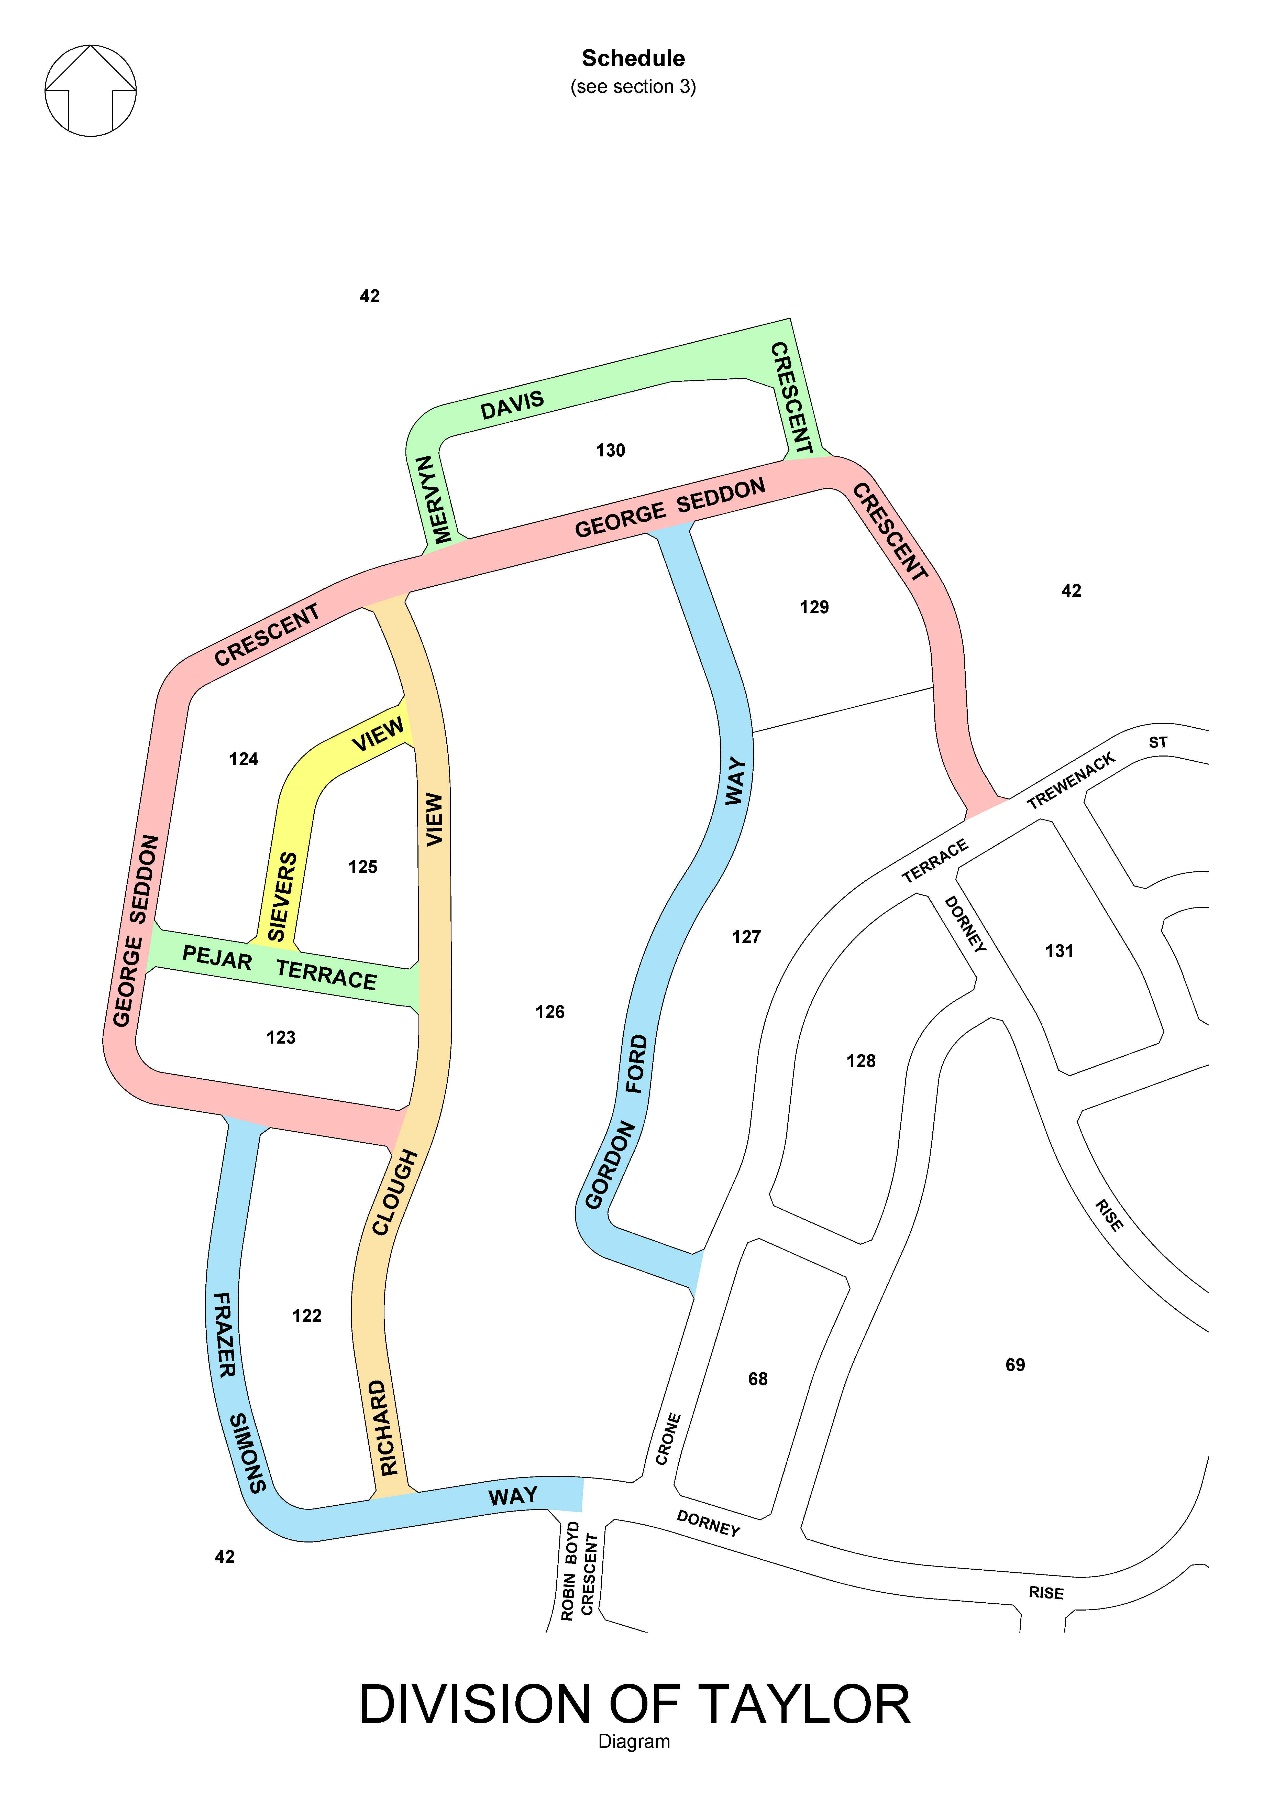 Schedule
(see section 3)
42
DAVIS
CRESCENT
MERVYN
130
GEORGE SEDDON
CRESCENT
42
129
CRESCENT
124
VIEW
VIEW
WAY
ST
TREWENACK
TERRACE
125
SIEVERS
GEORGE SEDDON
PEJAR TERRACE
127
DORNEY
131
126
123
FORD
GORDON
128
CLOUGH
RISE
FRAZER
SIMONS
122
RICHARD
68
69
CRONE
WAY
DORNEY
42
ROBIN BOYD
CRESCENT
RISE
DIVISION OF TAYLOR
Diagram